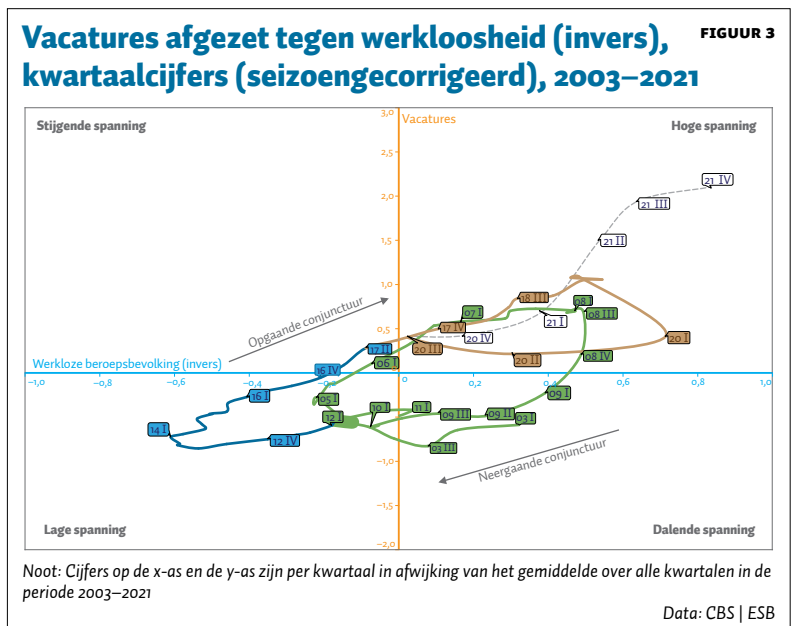 Vacatures afgezet tegen werkloosheid (invers),
FIGUUR 3
kwartaalcijfers (seizoengecorrigeerd), 2003–2021
Stijgende spanning
Hoge spanning
Vacatures
3,0
2,5
2,0
1,5
1,0
0,5
0
–1,0
–1,5
–2,0
21 IV
21 III
21 II
21 I
20 IV
18 III
17 IV
07 I
08 I
08 III
20 I
08 IV
20 II
20 III
17 II
06 I
16 IV
Opgaande conjunctuur
Werkloze beroepsbevolking (invers)
–1,0
–0,8
–0,6
–0,4
0
0,2
0,4
0,6
0,8
1,0
16 I
05 I
10 I
11 I
12 I
09 III
09 II
03 I
09 I
14 I
12 IV
03 III
Neergaande conjunctuur
Lage spanning
Dalende spanning
Noot: Cijfers op de x-as en de y-as zijn per kwartaal in afwijking van het gemiddelde over alle kwartalen in de
periode 2003–2021
Data: CBS | ESB